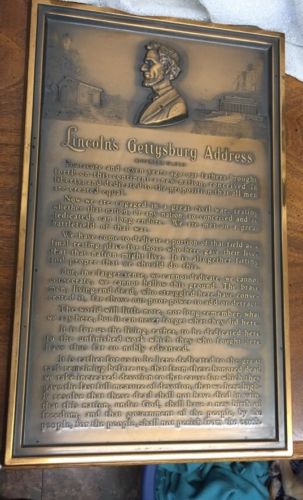 Lincoln's Gettysburg Address
Fourscore and seven years ago our fathers brought
forth on this continent a new nation, conceived in
liberty, and dedicated to the proposition that all men
are created equal.
Now we are engaged in a great civil war, testing
whether that nation, or any nation so conceived and so
dedicated, can long endure. We are met on a great
battlefield of that war.
We have come to dedicate a portion of that field as a
final resting place for those who here gave their lives
that that nation might live. It is altogether fitting
and proper that we should do this.
But, in a larger sense, we cannot dedicate, we cannot
consecrate, we cannot hallow this ground. The brave
men, living and dead, who struggled here have conse-
crated it, far above our poor power to add or detract.
The world will little note, nor long remember, what
we say here, but it can never forget what they did here.
It is for us the living, rather, to be dedicated here
to the unfinished work which they who fought here
have thus far so nobly advanced.
It is rather for us to be here dedicated to the great
task remaining before us, that from these honored dead
we take increased devotion to that cause for which they
gave the last full measure of devotion, that we here high-
ly resolve that these dead shall not have died in vain,
that this nation, under God, shall have a new birth of
freedom, and that government of the people, by the
people, for the people, shall not perish from the earth.